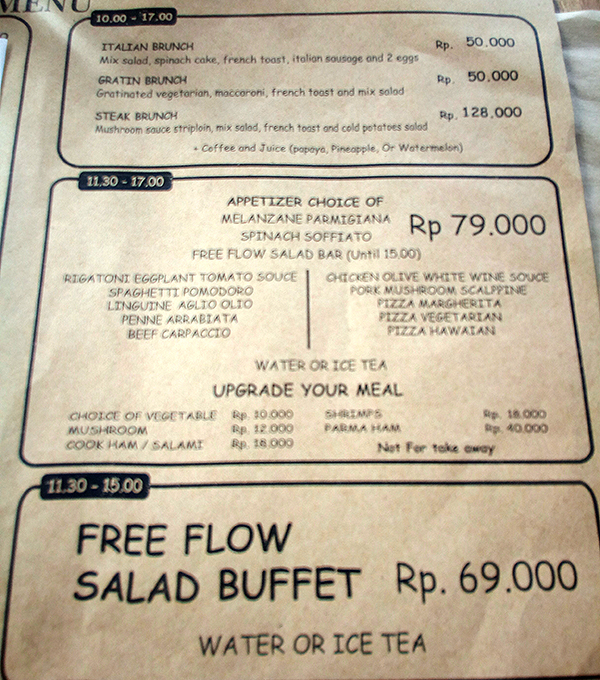 MENU
10.00 - 17.00
ITALIAN BRUNCH Rp. 50.000
Mix salad, spinach cake, french toast, italian sausage and 2 eggs
GRATIN BRUNCH Rp. 50.000
Gratinated vegetarian, maccaroni, french toast and mix salad
STEAK BRUNCH Rp. 128.000
Mushroom sauce striploin, mix salad, french toast and cold potatoes salad
+ Coffee and Juice (papaya, Pineapple, Or Watermelon)
11.30 - 17.00
APPETIZER CHOICE OF
MELANZANE PARMIGIANA
SPINACH SOFFIATO
Rp 79.000
FREE FLOW SALAD BAR (Until 15.00)
RIGATONI EGGPLANT TOMATO SOUCE
SPAGHETTI POMODORO
LINGUINE AGLIO OLIO
PENNE ARRABIATA
BEEF CARPACCIO
CHICKEN OLIVE WHITE WINE SOUCE
PORK MUSHROOM SCALPPINE
PIZZA MARGHERITA
PIZZA VEGETARIAN
PIZZA HAWAIIAN
WATER OR ICE TEA
UPGRADE YOUR MEAL
CHOICE OF VEGETABLE Rp. 10.000
MUSHROOM Rp. 12.000
COOK HAM / SALAMI Rp. 18.000
SHRIMPS Rp. 18.000
PARMA HAM Rp. 40.000
Not For take away
11.30 - 15.00
FREE FLOW
SALAD BUFFET Rp. 69.000
WATER OR ICE TEA